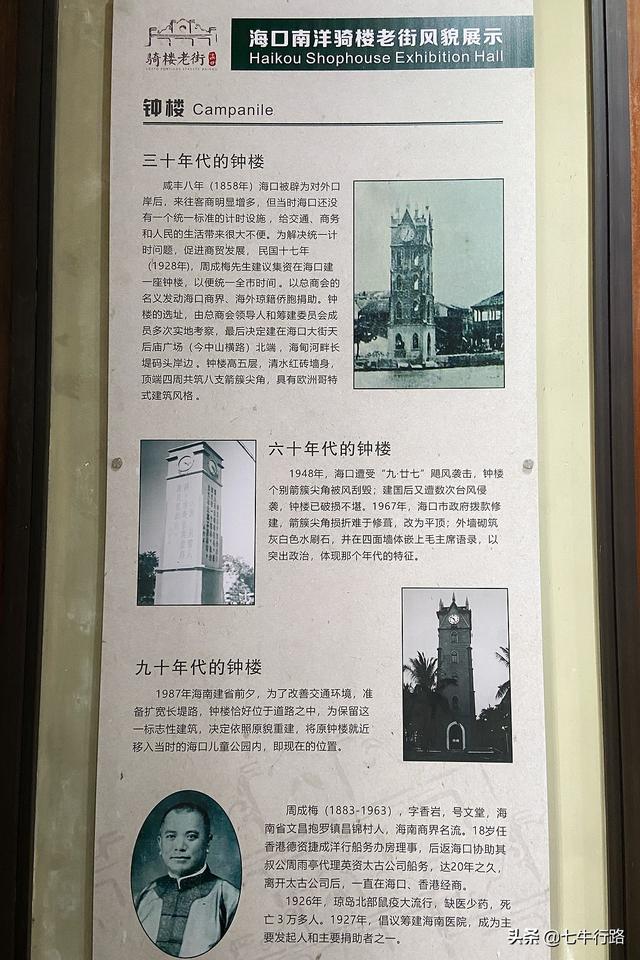 骑楼老街
海口南洋骑楼老街风貌展示
Haikou Shophouse Exhibition Hall
钟楼 Campanile
三十年代的钟楼
咸丰八年（1858年）海口被辟为对外口
岸后，来往客商明显增多，但当时海口还没
有一个统一标准的计时设施，给交通、商务
和人民的生活带来很大不便。为解决统一计
时问题，促进商贸发展，民国十七年
（1928年），周成梅先生建议集资在海口建
一座钟楼，以便统一全市时间。以总商会的
名义发动海口商界、海外琼籍侨胞捐助。钟
楼的选址，由总商会领导人和筹建委员会成
员多次实地考察，最后决定建在海口大街天
后庙广场（今中山横路）北端，海甸河畔长
堤码头岸边。钟楼高五层，清水红砖墙身，
顶端四周共筑八支箭簇尖角，具有欧洲哥特
式建筑风格。
六十年代的钟楼
1948年，海口遭受“九·廿七”飓风袭击，钟楼
个别箭簇尖角被风刮毁；建国后又遭数次台风侵
袭，钟楼已破损不堪。1967年，海口市政府拨款修
建，箭簇尖角损折难于修葺，改为平顶；外墙砌筑
灰白色水刷石，并在四面墙体嵌上毛主席语录，以
突出政治，体现那个年代的特征。
九十年代的钟楼
1987年海南建省前夕，为了改善交通环境，准
备扩宽长堤路，钟楼恰好位于道路之中，为保留这
一标志性建筑，决定依照原貌重建，将原钟楼就近
移入当时的海口儿童公园内，即现在的位置。
周成梅（1883-1963），字香岩，号文堂，海
南省文昌抱罗镇昌锦村人，海南商界名流。18岁任
香港德资捷成洋行船务办房理事，后返海口协助其
叔公周雨亭代理英资太古公司船务，达20年之久，
离开太古公司后，一直在海口、香港经商。
1926年，琼岛北部鼠疫大流行，缺医少药，死
亡３万多人。1927年，倡议筹建海南医院，成为主
要发起人和主要捐助者之一。
头条 @七牛行路